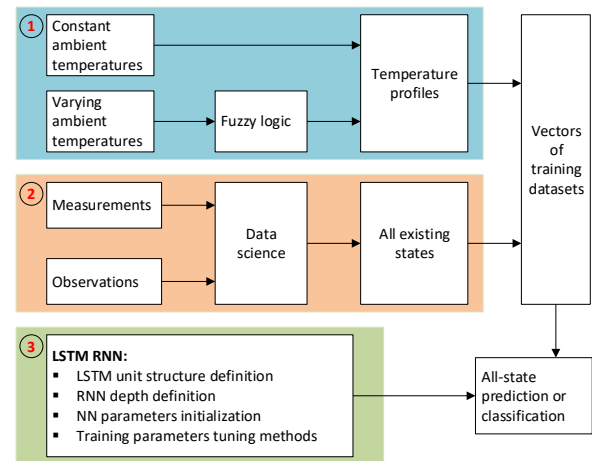 1
Constant
ambient
temperatures
Varying
ambient
temperatures
Fuzzy logic
Temperature
profiles
2
Measurements
Observations
Data
science
All existing
states
Vectors
of
training
datasets
3
LSTM RNN:
▪ LSTM unit structure definition
▪ RNN depth definition
▪ NN parameters initialization
▪ Training parameters tuning methods
All-state
prediction or
classification